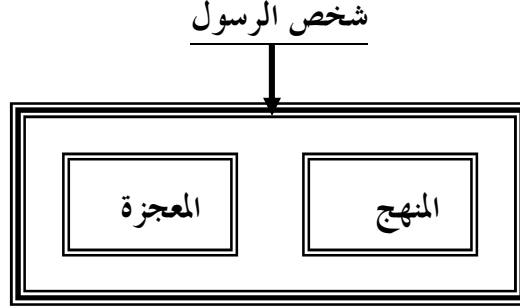 شخص الرسول
المنهج
المعجزة